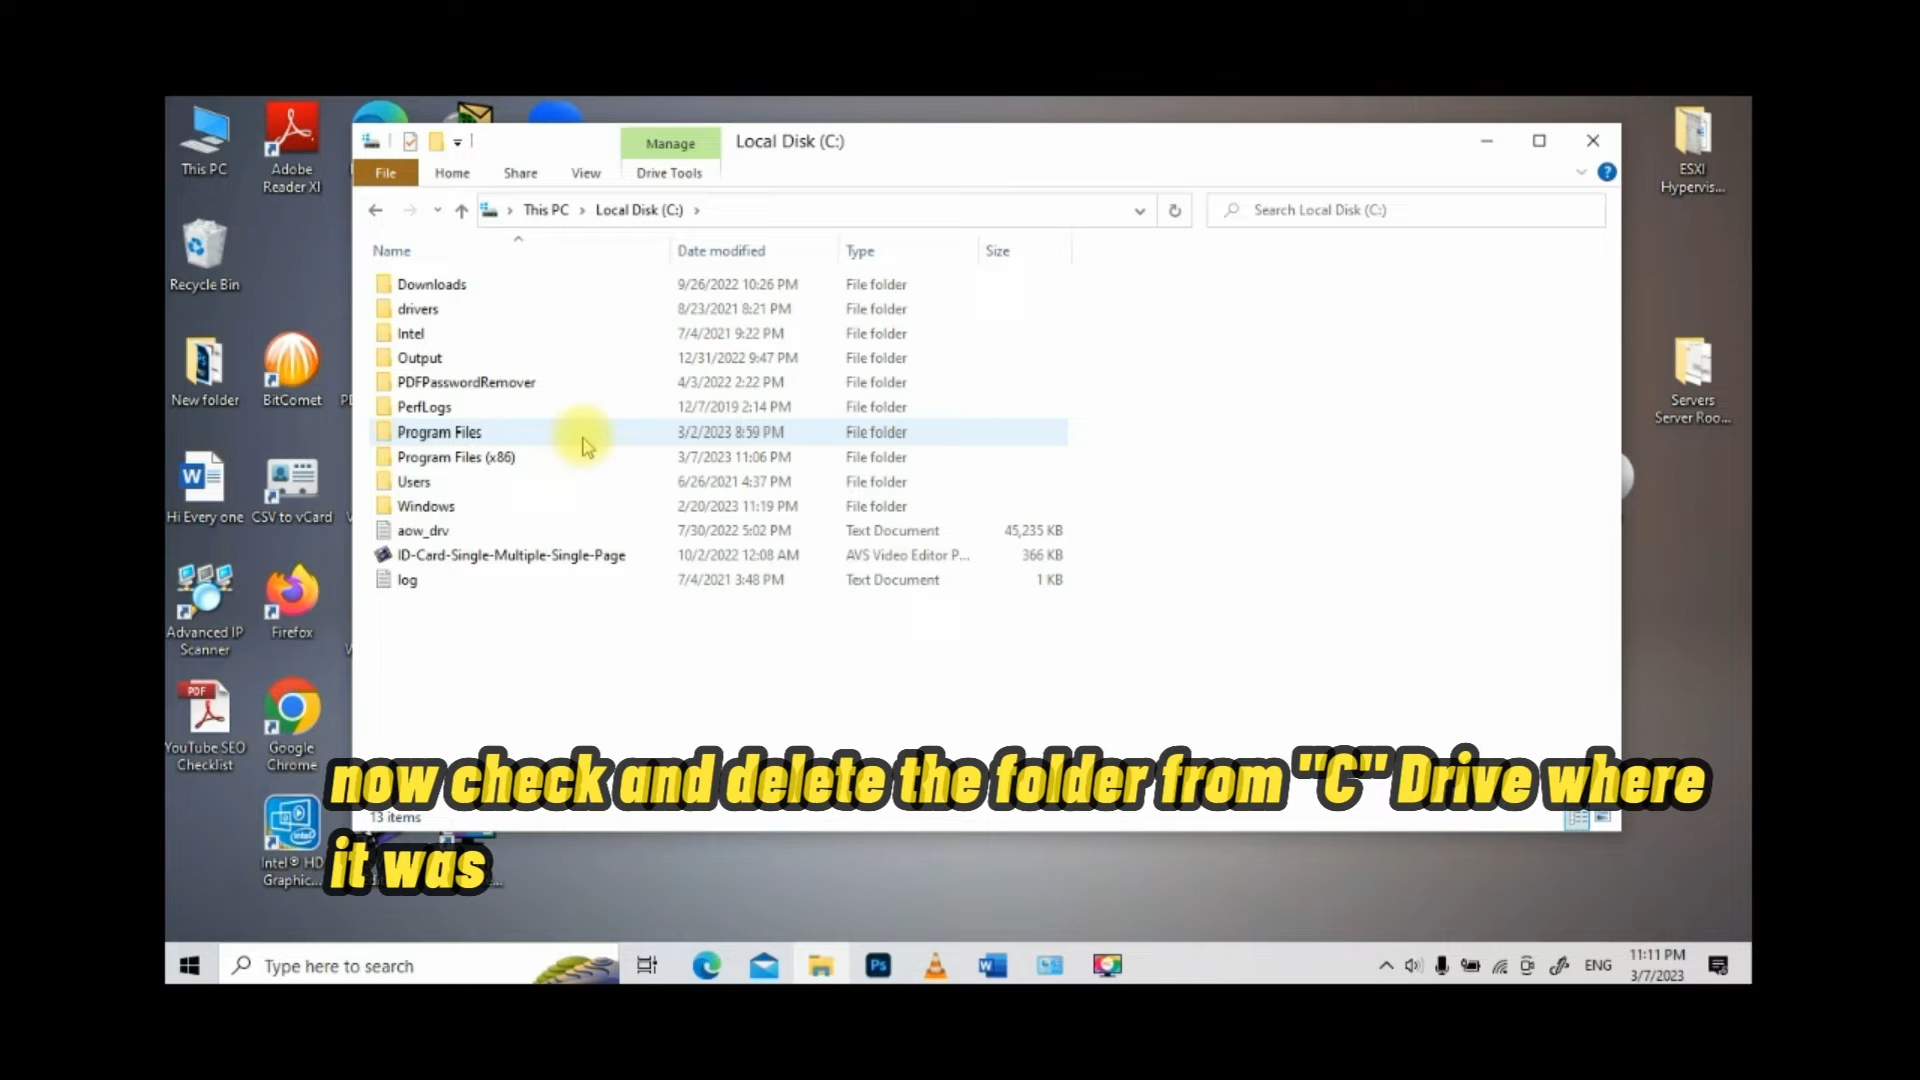 This PC
Adobe
Reader XI
Recycle Bin
New folder
BitComet
Hi Every one
CSV to vCard
Advanced IP
Scanner
Firefox
PDF
YouTube SEO
Checklist
Google
Chrome
Intel® HD
Graphic...
ESXI
Hypervis...
Servers
Server Roo...
Manage
Local Disk (C:)
File
Home
Share
View
Drive Tools
This PC
Local Disk (C:)
Search Local Disk (C:)
Name
Date modified
Type
Size
Downloads 9/26/2022 10:26 PM File folder
drivers 8/23/2021 8:21 PM File folder
Intel 7/4/2021 9:22 PM File folder
Output 12/31/2022 9:47 PM File folder
PDFPasswordRemover 4/3/2022 2:22 PM File folder
PerfLogs 12/7/2019 2:14 PM File folder
Program Files 3/2/2023 8:59 PM File folder
Program Files (x86) 3/7/2023 11:06 PM File folder
Users 6/26/2021 4:37 PM File folder
Windows 2/20/2023 11:19 PM File folder
aow_drv 7/30/2022 5:02 PM Text Document 45,235 KB
ID-Card-Single-Multiple-Single-Page 10/2/2022 12:08 AM AVS Video Editor P... 366 KB
log 7/4/2021 3:48 PM Text Document 1 KB
now check and delete the folder from "C" Drive where
it was
13 items
Type here to search
Ps
ENG
11:11 PM
3/7/2023